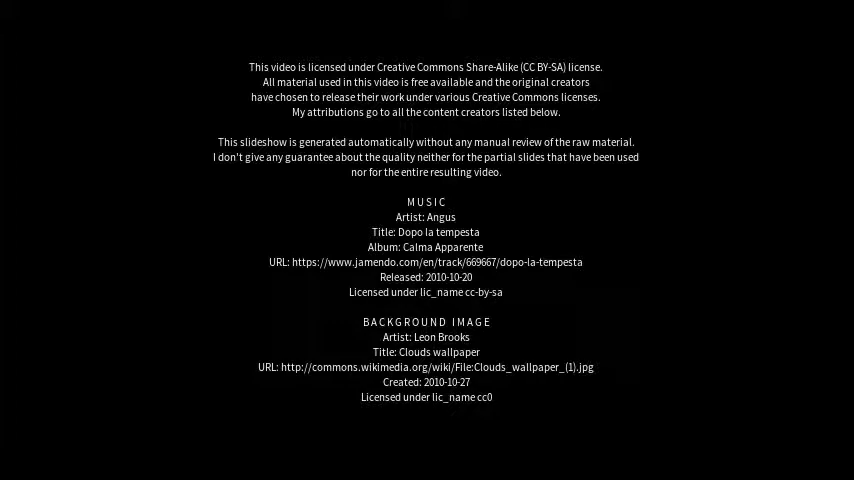 This video is licensed under Creative Commons Share-Alike (CC BY-SA) license.
All material used in this video is free available and the original creators
have chosen to release their work under various Creative Commons licenses.
My attributions go to all the content creators listed below.
This slideshow is generated automatically without any manual review of the raw material.
I don't give any guarantee about the quality neither for the partial slides that have been used
nor for the entire resulting video.
MUSIC
Artist: Angus
Title: Dopo la tempesta
Album: Calma Apparente
URL: https://www.jamendo.com/en/track/669667/dopo-la-tempesta
Released: 2010-10-20
Licensed under lic_name cc-by-sa
BACKGROUND IMAGE
Artist: Leon Brooks
Title: Clouds wallpaper
URL: http://commons.wikimedia.org/wiki/File:Clouds_wallpaper_(1).jpg
Created: 2010-10-27
Licensed under lic_name cc0